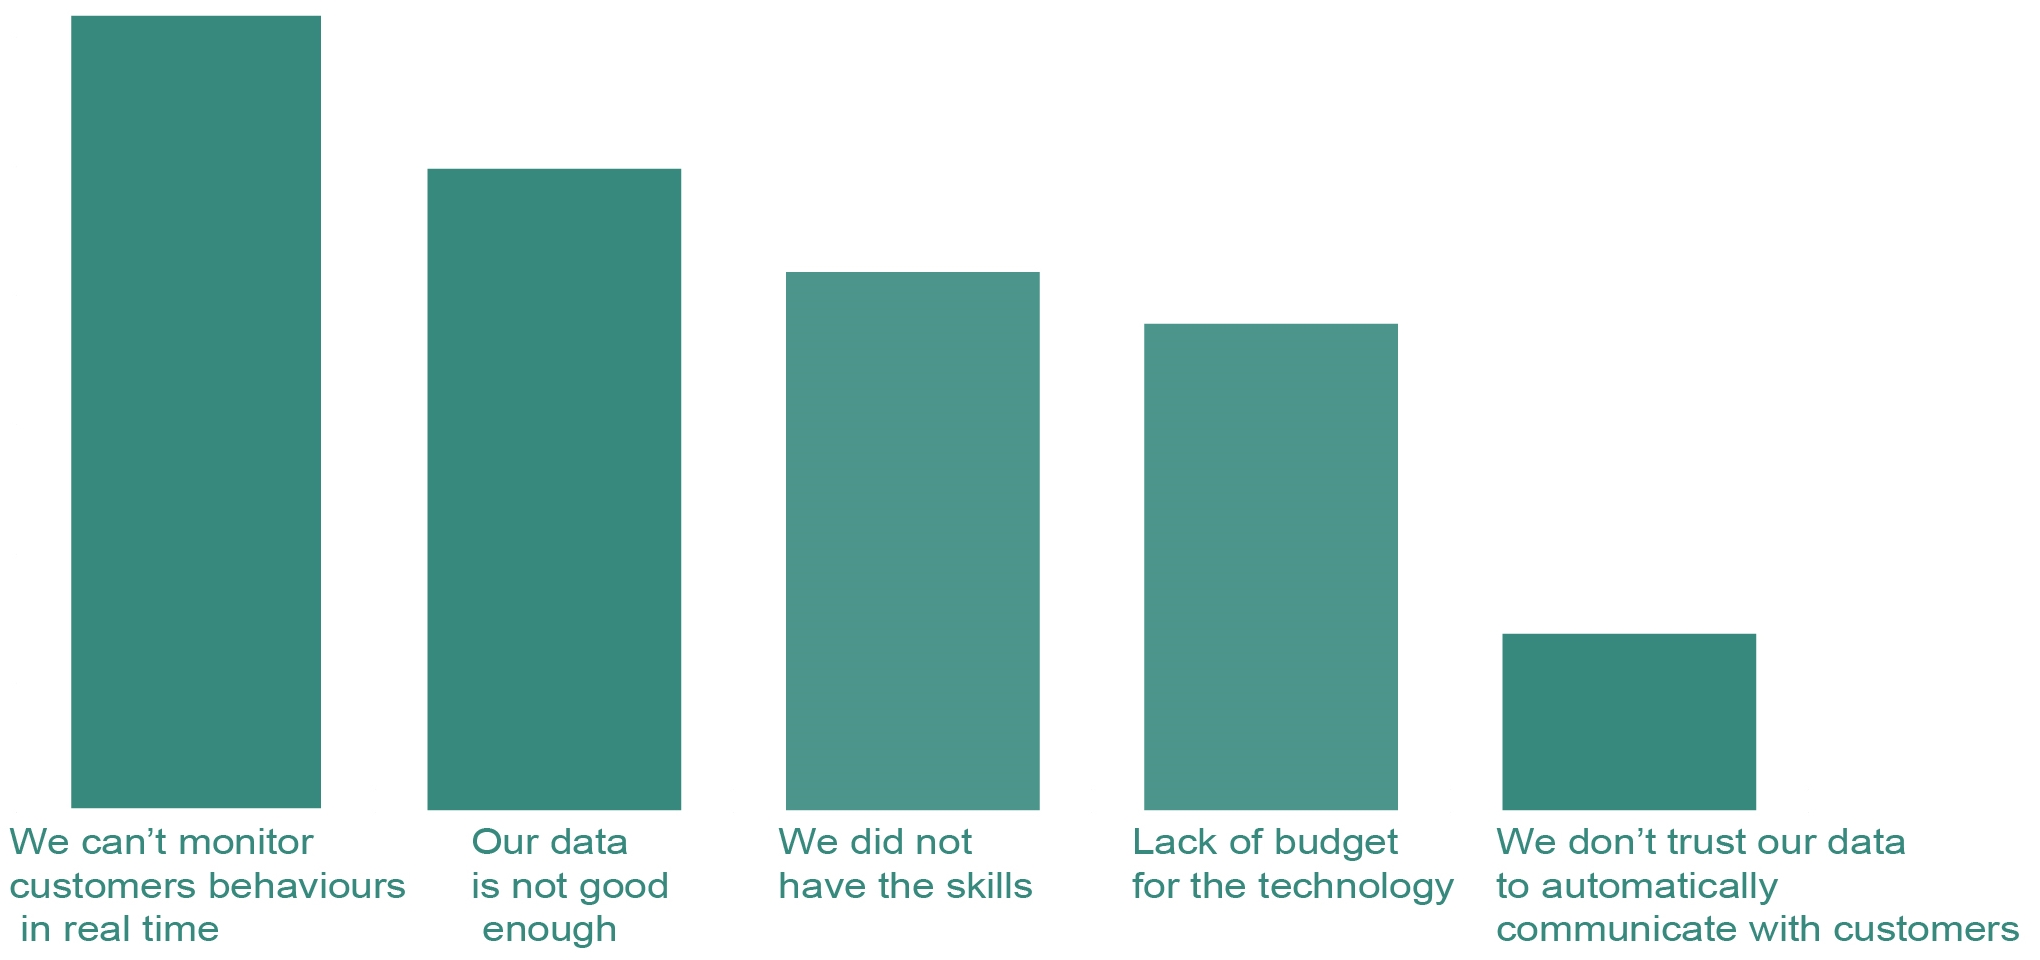 We can’t monitor
customers behaviours
in real time
Our data
is not good
enough
We did not
have the skills
Lack of budget
for the technology
We don’t trust our data
to automatically
communicate with customers